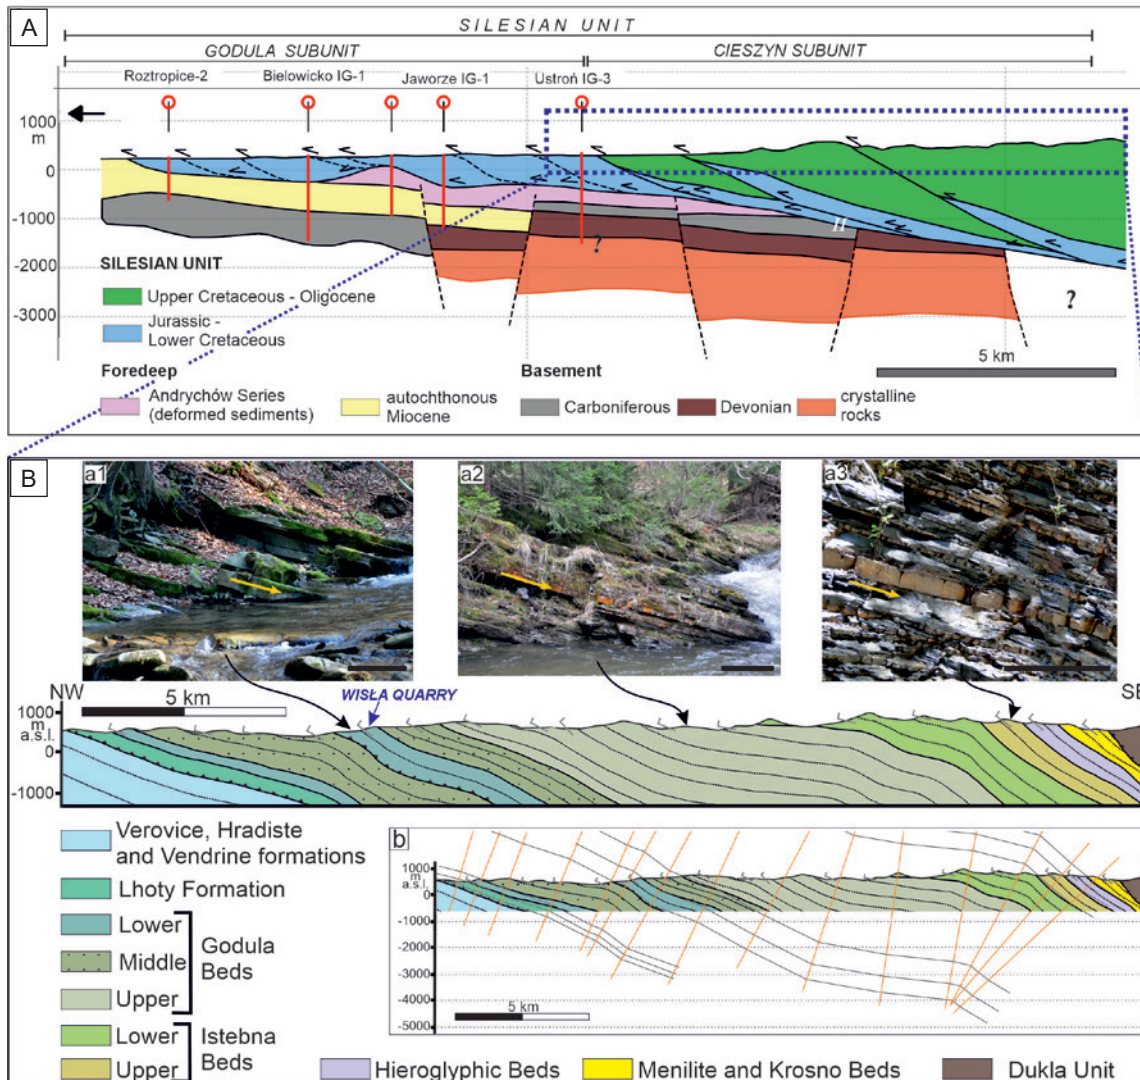 A
SILESIAN UNIT
GODULA SUBUNIT
CIESZYN SUBUNIT
Roztropice-2
Bielowicko IG-1
Jaworze IG-1
Ustroń IG-3
1000
m
0
-1000
-2000
-3000
?
H
?
SILESIAN UNIT
Upper Cretaceous - Oligocene
Jurassic -
Lower Cretaceous
5 km
Foredeep
Basement
Andrychów Series
(deformed sediments)
autochthonous
Miocene
Carboniferous
Devonian
crystalline
rocks
B
a1
a2
a3
NW
5 km
WISŁA QUARRY
SE
1000
m
a.s.l.
0
-1000
Verovice, Hradiste
and Vendrine formations
Lhoty Formation
Lower
Middle
Upper
Godula
Beds
Lower
Upper
Istebna
Beds
b
1000
m
a.s.l.
0
-1000
-2000
-3000
-4000
-5000
5 km
Hieroglyphic Beds
Menilite and Krosno Beds
Dukla Unit